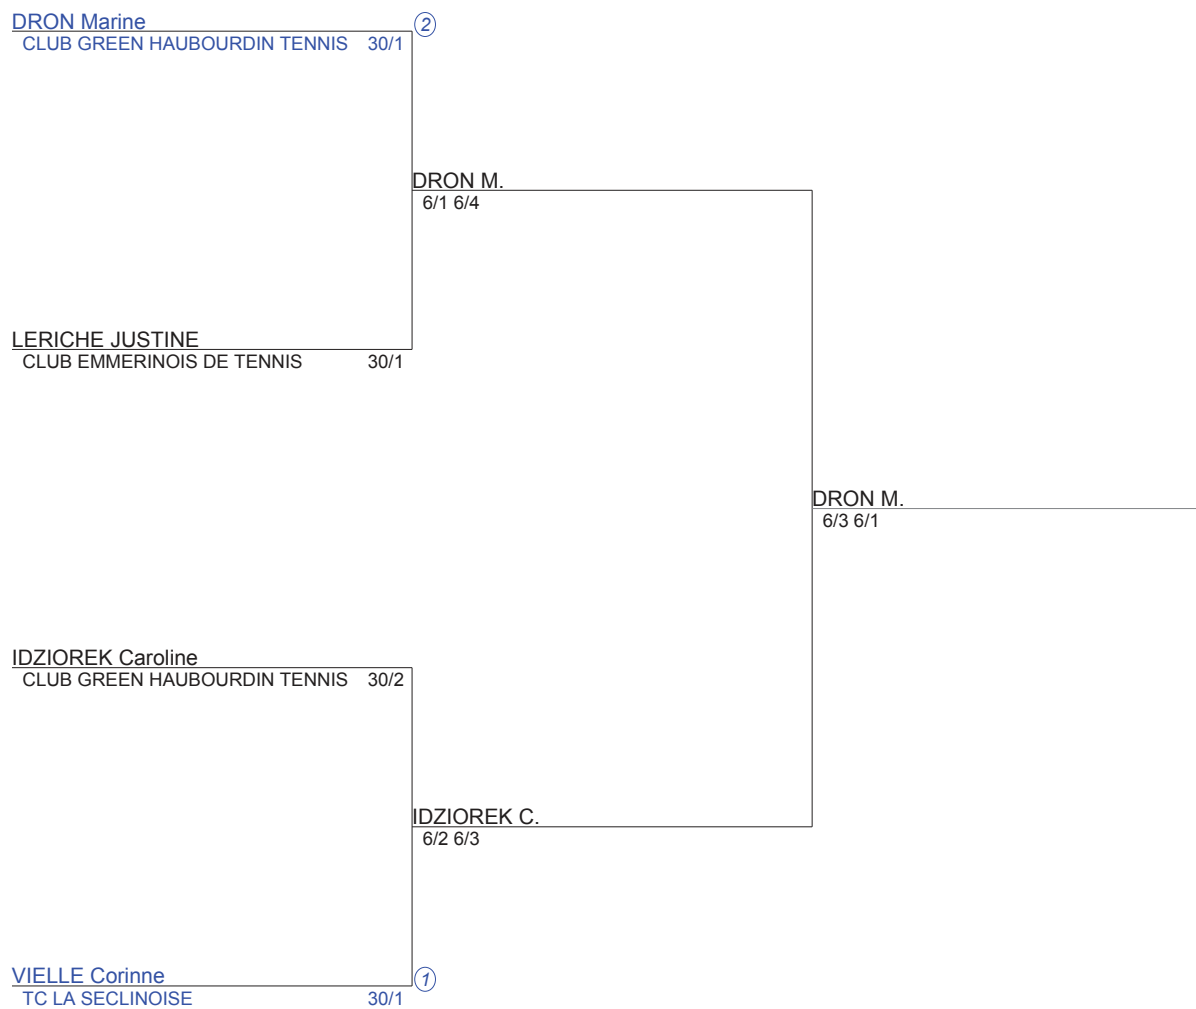 DRON Marine
2
CLUB GREEN HAUBOURDIN TENNIS 30/1
DRON M.
6/1 6/4
LERICHE JUSTINE
CLUB EMMERINOIS DE TENNIS 30/1
DRON M.
6/3 6/1
IDZIOREK Caroline
CLUB GREEN HAUBOURDIN TENNIS 30/2
IDZIOREK C.
6/2 6/3
VIELLE Corinne
1
TC LA SECLINOISE 30/1